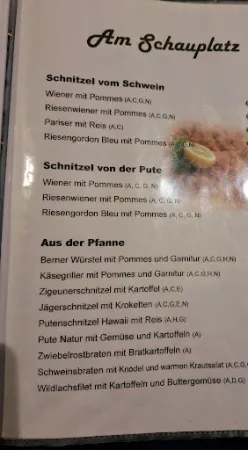 Am Schauplatz
Schnitzel vom Schwein
Wiener mit Pommes (A,C,G,N)
Riesenwiener mit Pommes (A,C,G,N)
Pariser mit Reis (A,C)
Riesengordon Bleu mit Pommes (A,C,G,N)
Schnitzel von der Pute
Wiener mit Pommes (A, C, G, N)
Riesenwiener mit Pommes (A, C, G, N)
Riesengordon Bleu mit Pommes (A, C, G, N)
Aus der Pfanne
Berner Würstel mit Pommes und Garnitur (A,C,G,H,N)
Käsegriller mit Pommes und Garnitur (A,C,G,H,N)
Zigeunerschnitzel mit Kartoffel (A,C,E)
Jägerschnitzel mit Kroketten (A,C,G,E,N)
Putenschnitzel Hawaii mit Reis (A,H,G)
Pute Natur mit Gemüse und Kartoffeln (A)
Zwiebelrostbraten mit Bratkartoffeln (A)
Schweinsbraten mit Knödel und warmen Krautsalat (A,C,G,
Wildlachsfilet mit Kartoffeln und Buttergemüse (A,D,G)